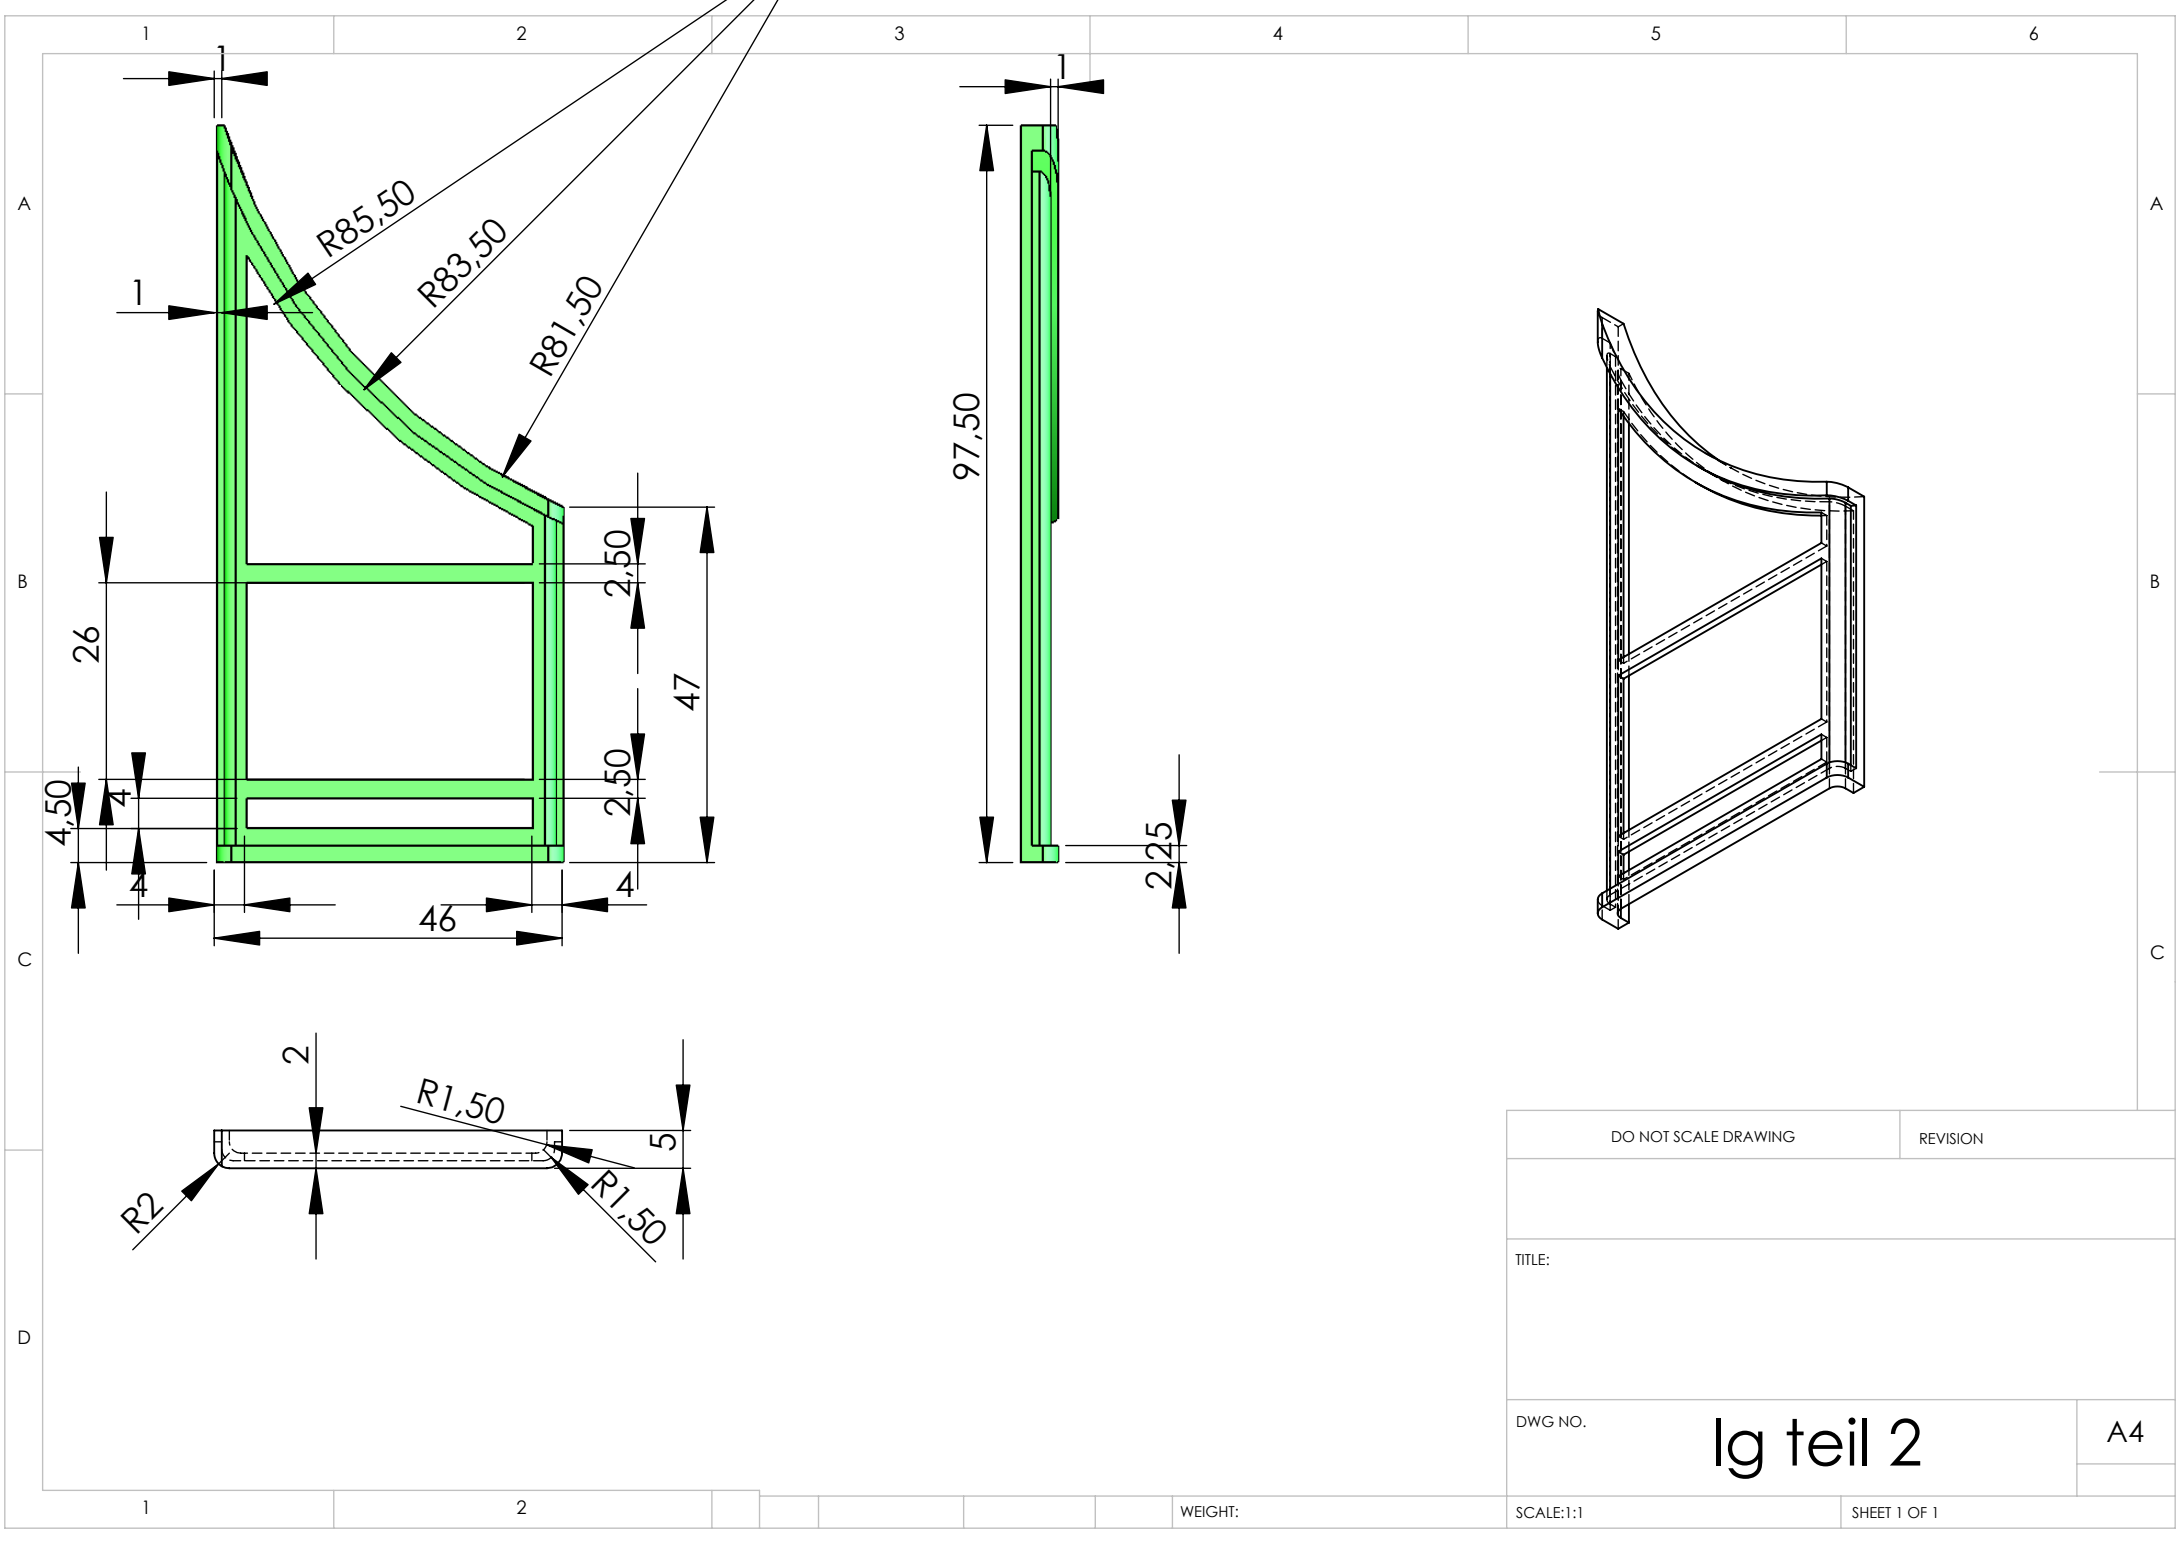 1 2 3 4 5 6
A A
B B
C C
D
1
1
R85,50
R83,50
R81,50
1
97,50
2,50
26
47
2,50
4,50
4
2,25
4
4
46
2
R1,50
5
R2
R1,50
DO NOT SCALE DRAWING
REVISION
TITLE:
DWG NO.
lg teil 2
A4
1 2
WEIGHT:
SCALE:1:1
SHEET 1 OF 1